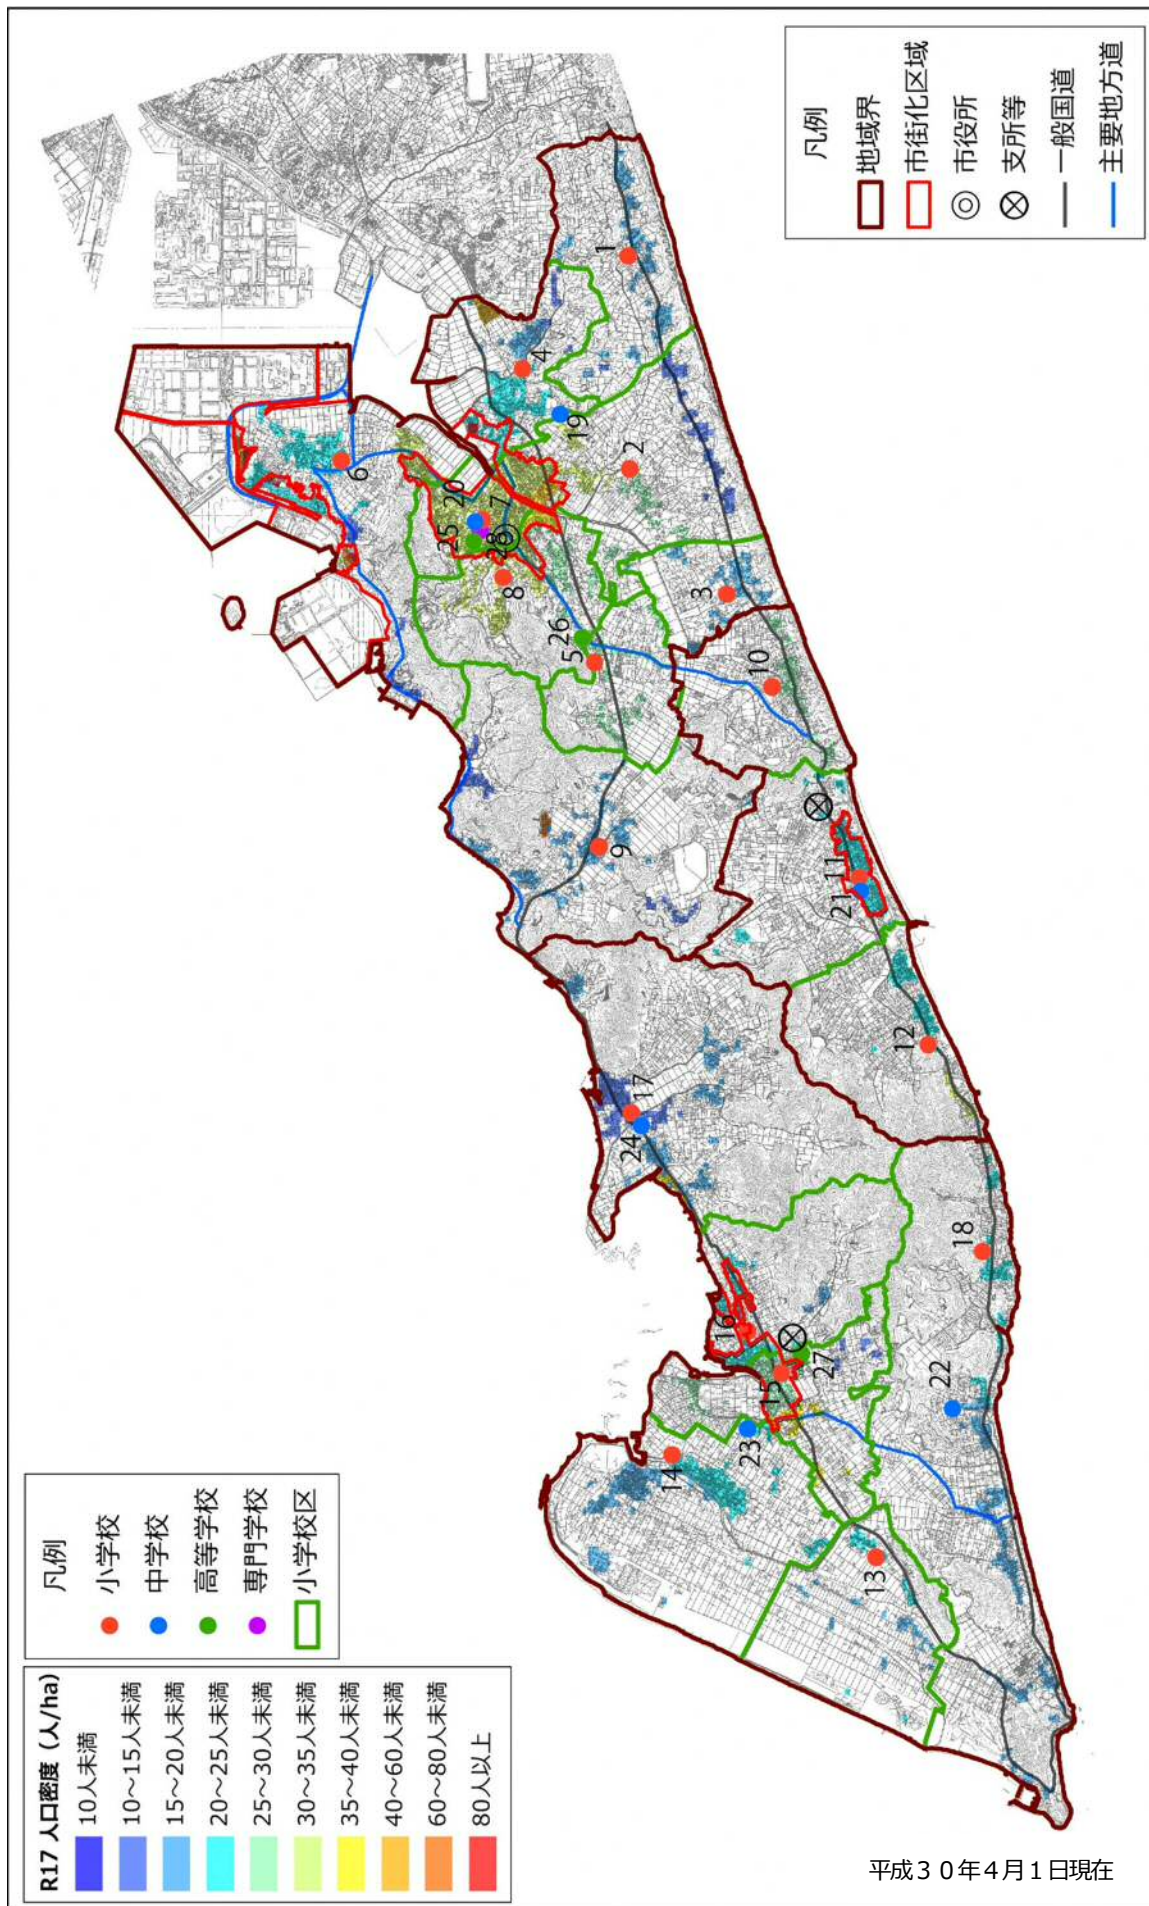 凡例
地域界
市街化区域
市役所
支所等
一般国道
主要地方道
凡例
小学校
中学校
高等学校
専門学校
小学校区
R17 人口密度（人/ha）
10人未満
10～15人未満
15～20人未満
20～25人未満
25～30人未満
30～35人未満
35～40人未満
40～60人未満
60～80人未満
80人以上
1
4
19
2
6
20
7
25
28
8
3
26
5
10
9
11
21
12
17
24
18
16
15
27
22
23
14
13
平成３０年４月１日現在